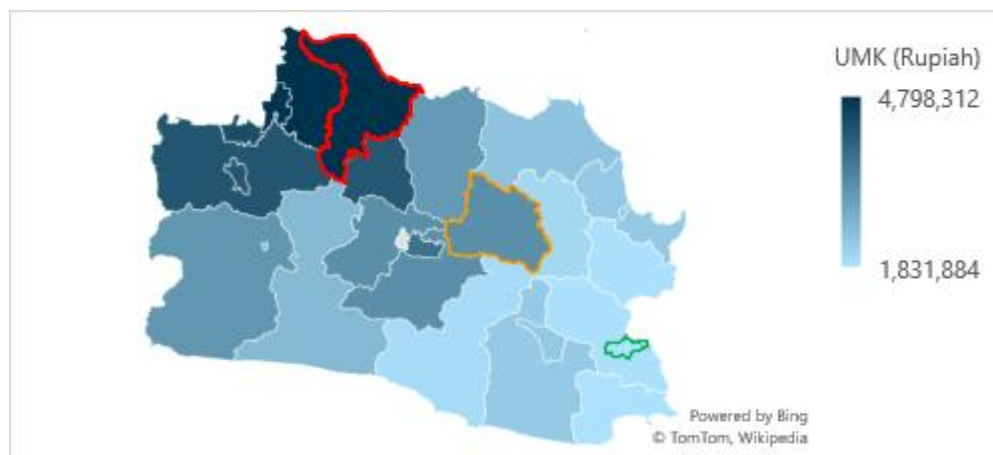 UMK (Rupiah)
4,798,312
1,831,884
Powered by Bing
© TomTom, Wikipedia